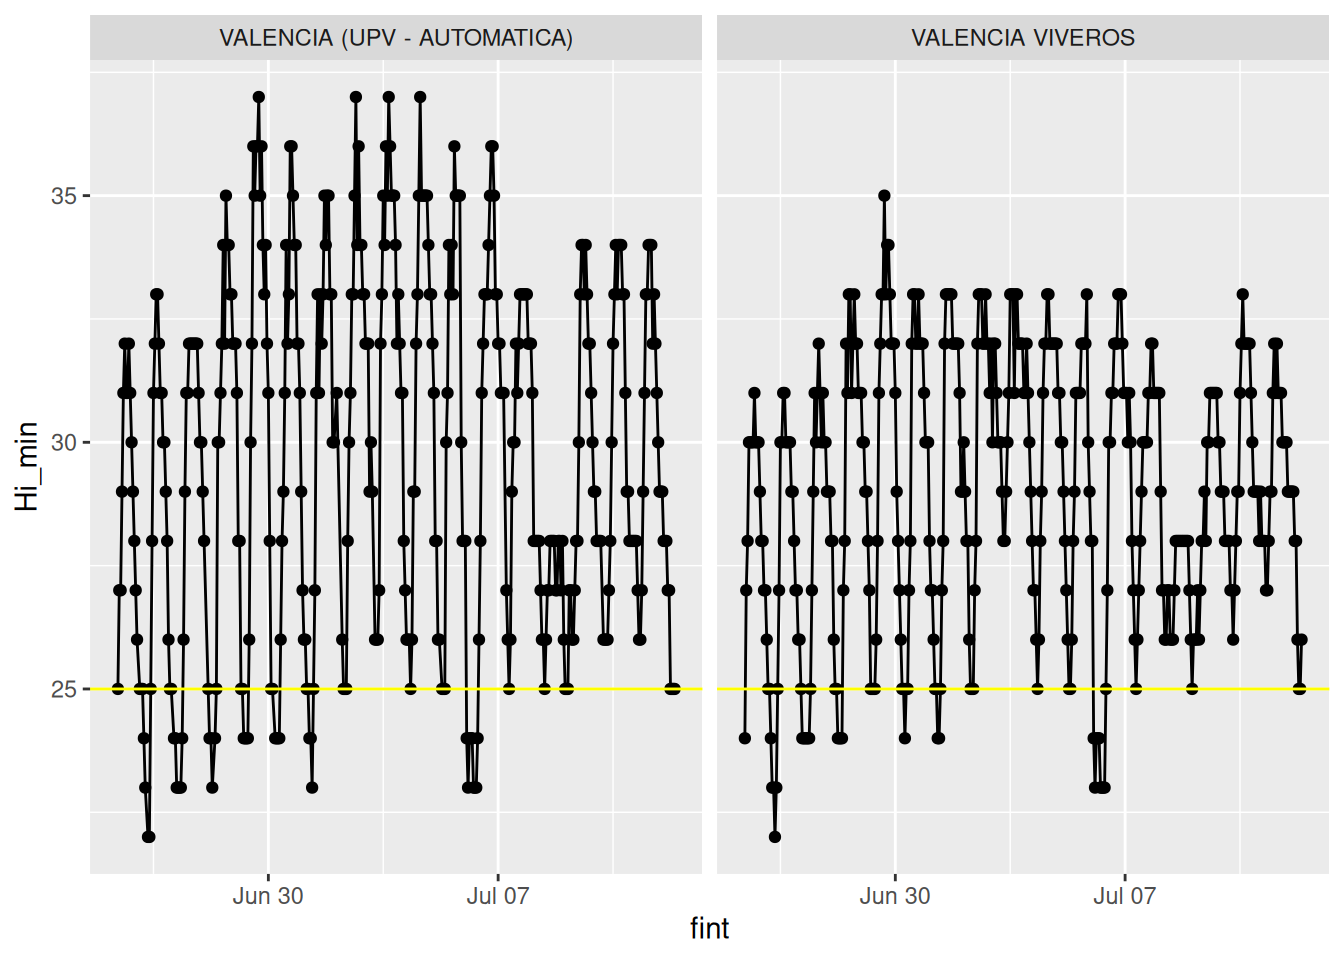 VALENCIA (UPV - AUTOMATICA)
VALENCIA VIVEROS
Hi_min
35
30
25
Jun 30
Jul 07
Jun 30
Jul 07
fint